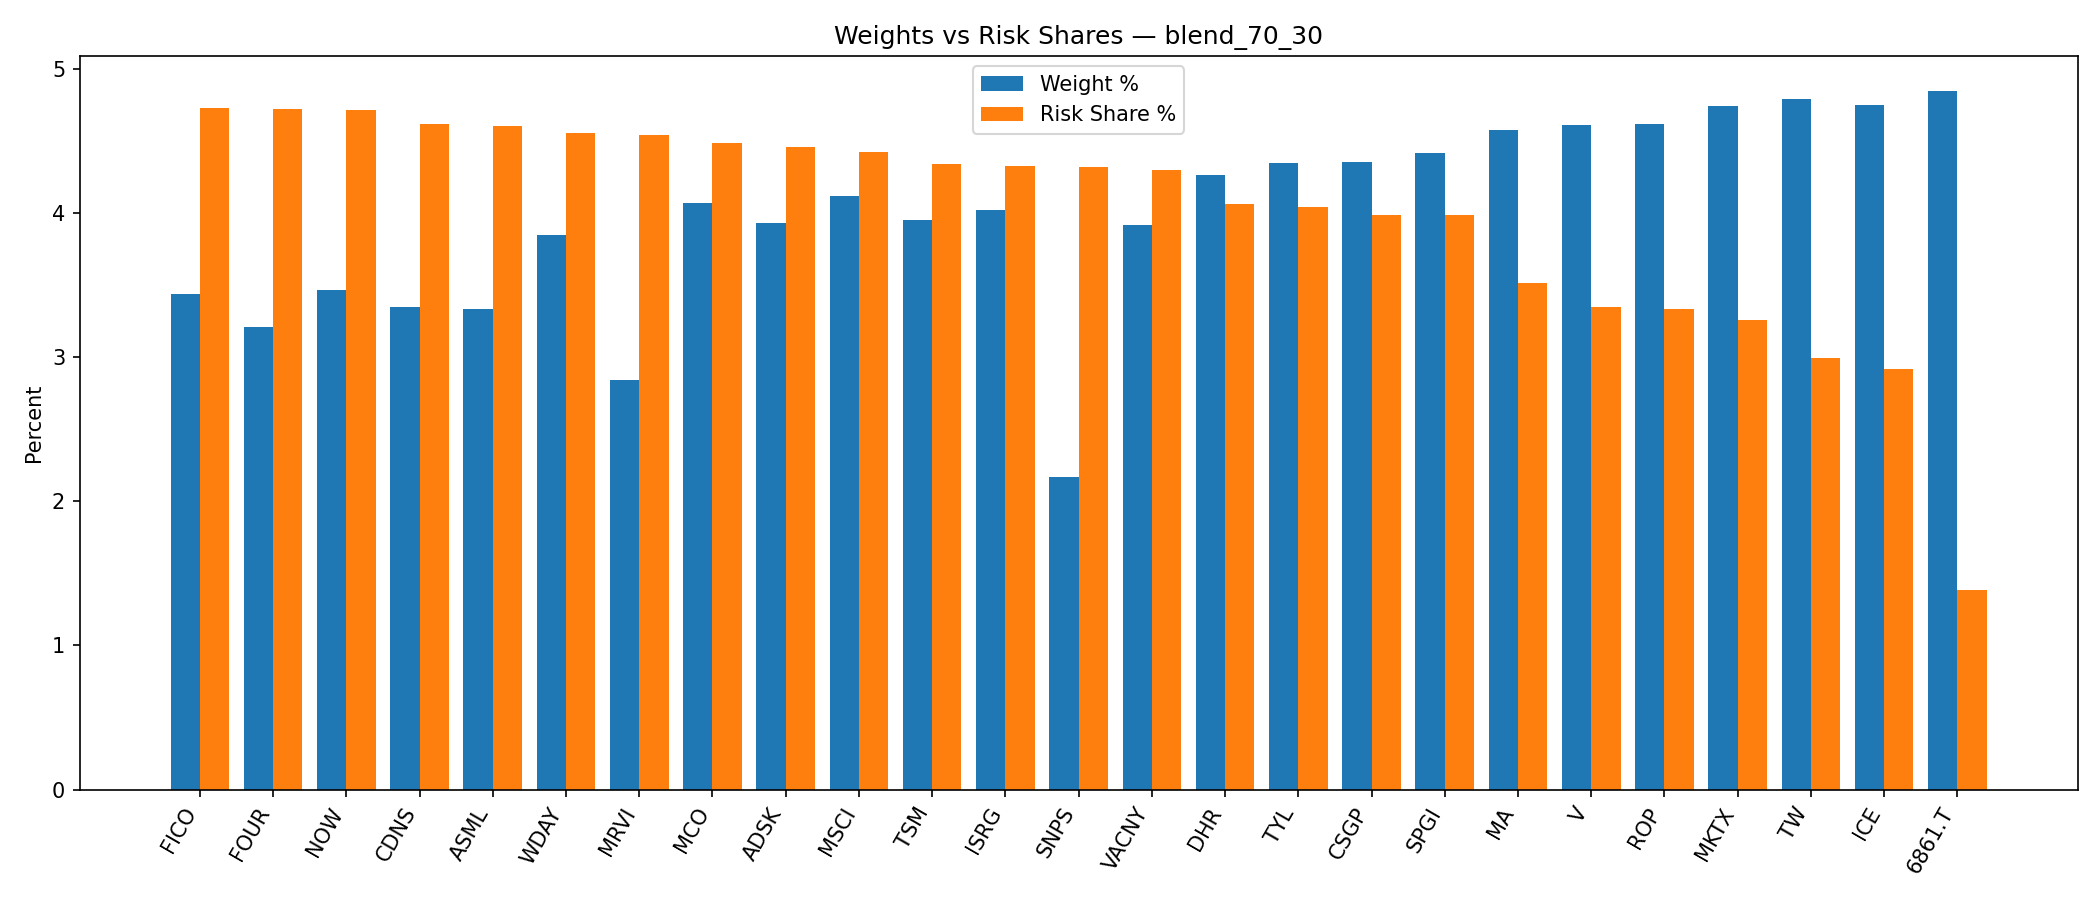 Weights vs Risk Shares — blend_70_30
Weight %
Risk Share %
Percent
5
4
3
2
1
0
FICO
FOUR
NOW
CDNS
ASML
WDAY
MRVI
MCO
ADSK
MSCI
TSM
ISRG
SNPS
VACNY
DHR
TYL
CSGP
SPGI
MA
V
ROP
MKTX
TW
ICE
6861.T